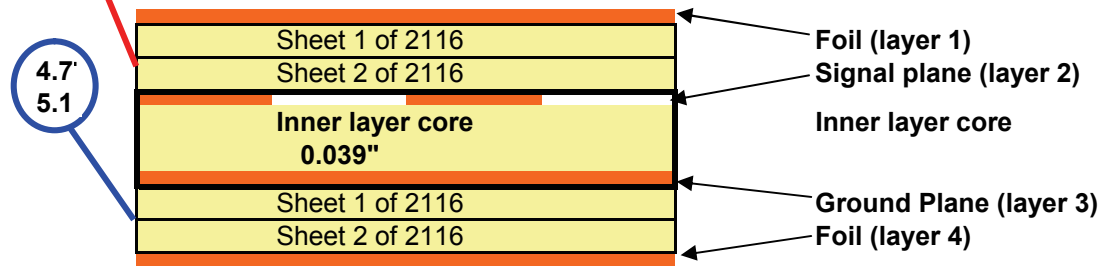 Sheet 1 of 2116
Foil (layer 1)
Sheet 2 of 2116
Signal plane (layer 2)
4.7
5.1
Inner layer core
0.039"
Inner layer core
Sheet 1 of 2116
Ground Plane (layer 3)
Sheet 2 of 2116
Foil (layer 4)